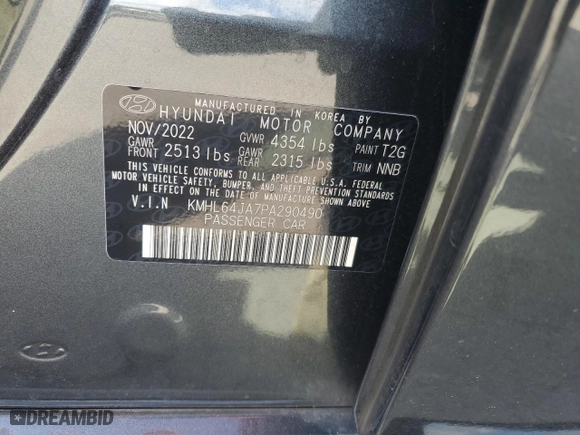 MANUFACTURED IN KOREA BY
HYUNDAI MOTOR COMPANY
NOV/2022 GVWR 4354 lbs PAINT T2G
GAWR FRONT 2513 lbs GAWR REAR 2315 lbs TRIM NNB
THIS VEHICLE CONFORMS TO ALL APPLICABLE U.S.A. FEDERAL
MOTOR VEHICLE SAFETY, BUMPER, AND THEFT PREVENTION STANDARDS
IN EFFECT ON THE DATE OF MANUFACTURE SHOWN ABOVE.
V.I.N KMHL64JA7PA290490
PASSENGER CAR
DREAMBID